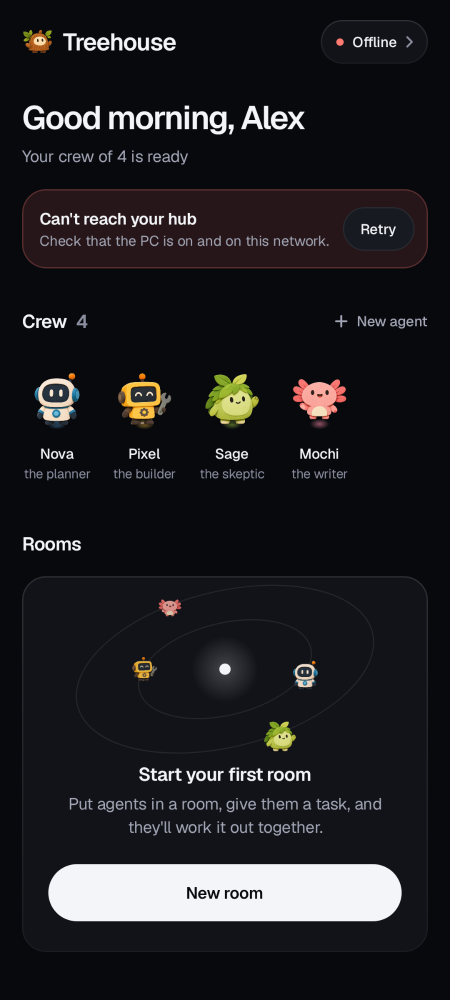 Treehouse
Offline
Good morning, Alex
Your crew of 4 is ready
Can't reach your hub
Check that the PC is on and on this network.
Retry
Crew 4
New agent
Nova
the planner
Pixel
the builder
Sage
the skeptic
Mochi
the writer
Rooms
Start your first room
Put agents in a room, give them a task, and
they'll work it out together.
New room